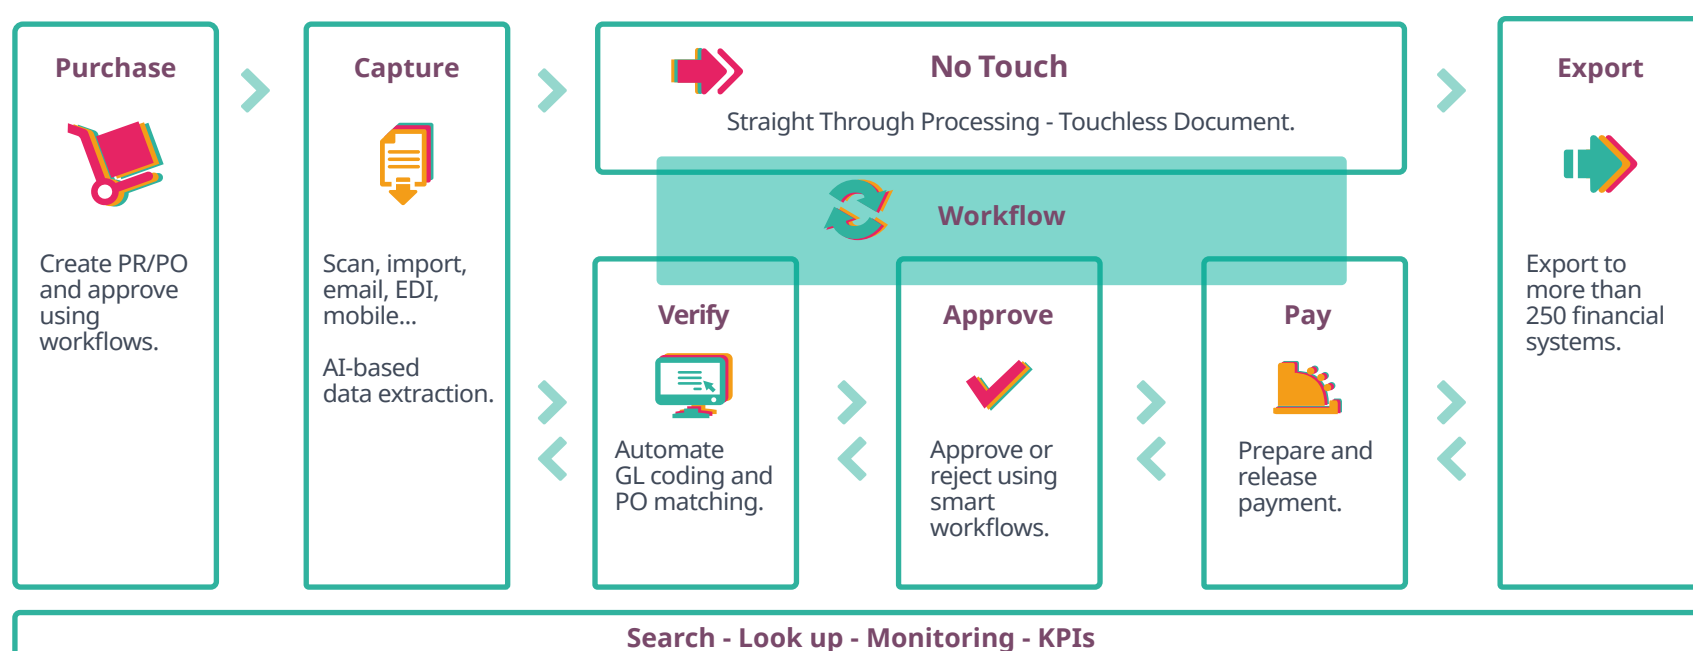 Purchase
Create PR/PO
and approve
using
workflows.
Capture
Scan, import,
email, EDI,
mobile...
AI-based
data extraction.
No Touch
Straight Through Processing - Touchless Document.
Workflow
Verify
Automate
GL coding and
PO matching.
Approve
Approve or
reject using
smart
workflows.
Pay
Prepare and
release
payment.
Export
Export to
more than
250 financial
systems.
Search - Look up - Monitoring - KPIs